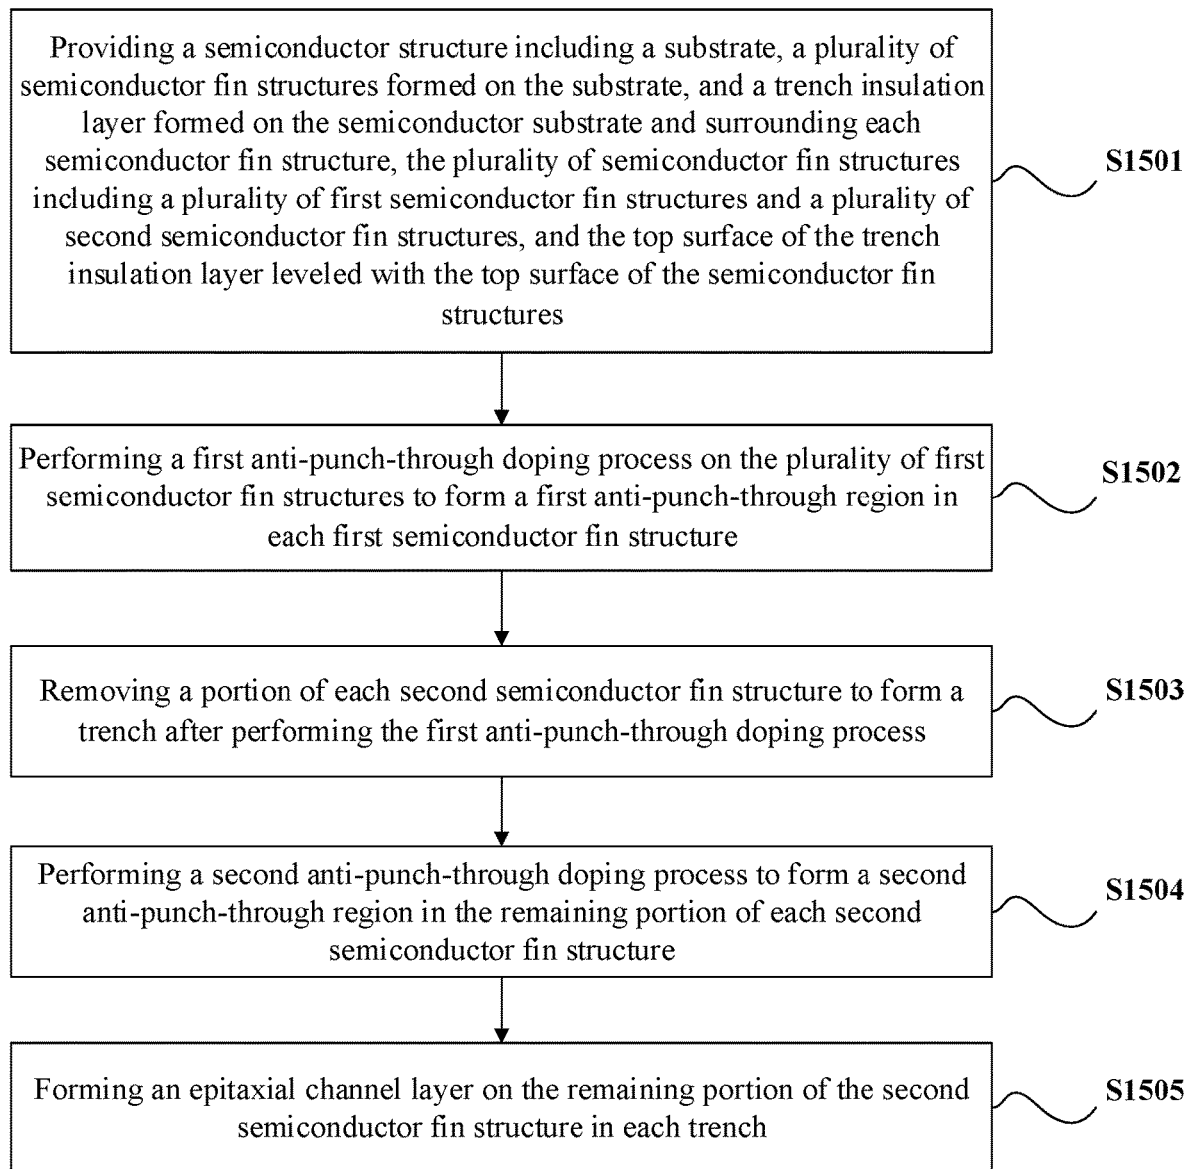 Providing a semiconductor structure including a substrate, a plurality of
semiconductor fin structures formed on the substrate, and a trench insulation
layer formed on the semiconductor substrate and surrounding each
semiconductor fin structure, the plurality of semiconductor fin structures
including a plurality of first semiconductor fin structures and a plurality of
second semiconductor fin structures, and the top surface of the trench
insulation layer leveled with the top surface of the semiconductor fin
structures
S1501
Performing a first anti-punch-through doping process on the plurality of first
semiconductor fin structures to form a first anti-punch-through region in
each first semiconductor fin structure
S1502
Removing a portion of each second semiconductor fin structure to form a
trench after performing the first anti-punch-through doping process
S1503
Performing a second anti-punch-through doping process to form a second
anti-punch-through region in the remaining portion of each second
semiconductor fin structure
S1504
Forming an epitaxial channel layer on the remaining portion of the second
semiconductor fin structure in each trench
S1505